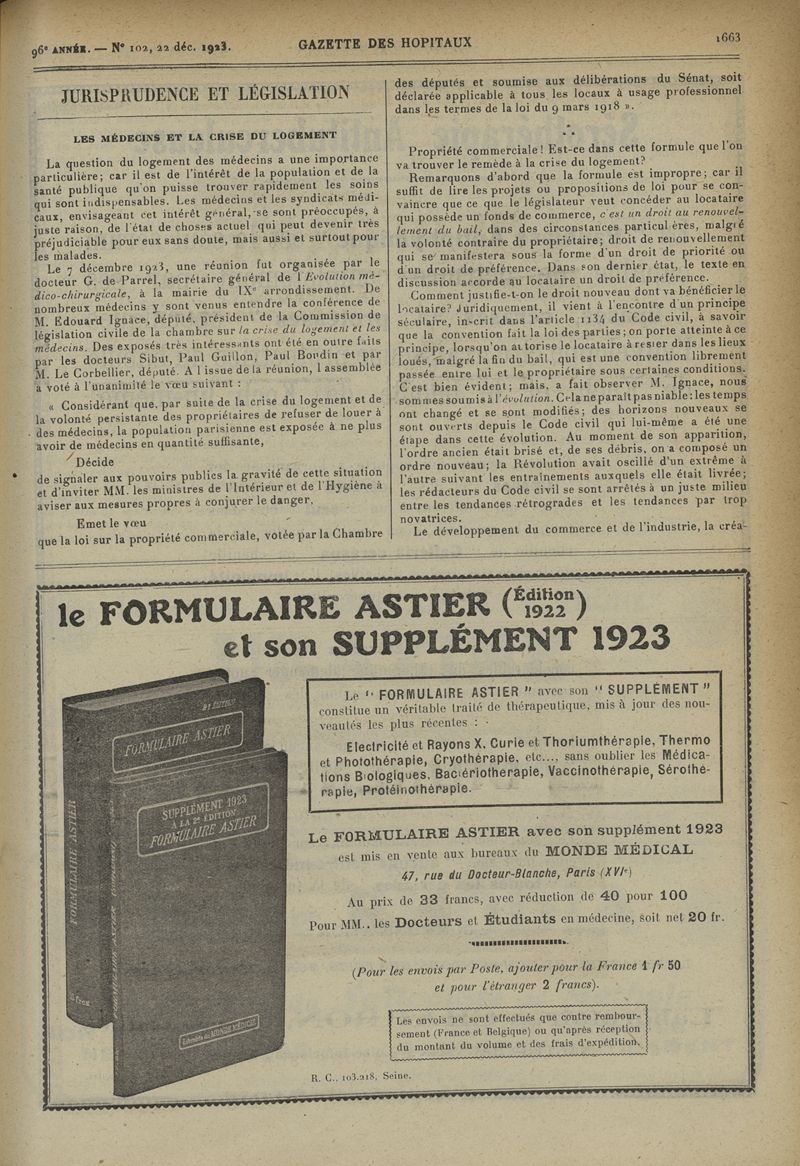 96e ANNÉE. — N° 102, 22 déc. 1923.
GAZETTE DES HOPITAUX
1663
JURISPRUDENCE ET LÉGISLATION
LES MÉDECINS ET LA CRISE DU LOGEMENT
La question du logement des médecins a une importance
particulière; car il est de l'intérêt de la population et de la
santé publique qu'on puisse trouver rapidement les soins
qui sont indispensables. Les médecins et les syndicats médi-
caux, envisageant cet intérêt général, se sont préoccupés, à
juste raison, de l'état de choses actuel qui peut devenir très
préjudiciable pour eux sans doute, mais aussi et surtout pour
les malades.
Le 7 décembre 1923, une réunion fut organisée par le
docteur G. de Parrel, secrétaire général de l'Evolution mé-
dico-chirurgicale, à la mairie du IXe arrondissement. De
nombreux médecins y sont venus entendre la conférence de
M. Edouard Ignace, député, président de la Commission de
législation civile de la chambre sur la crise du logement et les
médecins. Des exposés très intéressants ont été en outre faits
par les docteurs Sibut, Paul Guillon, Paul Boudin et par
M. Le Corbellier, député. A l issue de la réunion, l assemblée
a voté à l'unanimité le vœu suivant :
« Considérant que, par suite de la crise du logement et de
la volonté persistante des propriétaires de refuser de louer à
des médecins, la population parisienne est exposée à ne plus
avoir de médecins en quantité suffisante,
Décide
de signaler aux pouvoirs publics la gravité de cette situation
et d'inviter MM. les ministres de l'Intérieur et de l'Hygiène à
aviser aux mesures propres à conjurer le danger,
Emet le vœu
que la loi sur la propriété commerciale, votée par la Chambre
des députés et soumise aux délibérations du Sénat, soit
déclarée applicable à tous les locaux à usage professionnel
dans les termes de la loi du 9 mars 1918 ».
Propriété commerciale! Est-ce dans cette formule que l'on
va trouver le remède à la crise du logement?
Remarquons d'abord que la formule est impropre; car il
suffit de lire les projets ou propositions de loi pour se con-
vaincre que ce que le législateur veut concéder au locataire
qui possède un fonds de commerce, c'est un droit au renouvel-
lement du bail, dans des circonstances particulières, malgré
la volonté contraire du propriétaire; droit de renouvellement
qui se manifestera sous la forme d'un droit de priorité ou
d'un droit de préférence. Dans son dernier état, le texte en
discussion accorde au locataire un droit de préférence.
Comment justifie-t-on le droit nouveau dont va bénéficier le
locataire? Juridiquement, il vient à l'encontre d'un principe
séculaire, inscrit dans l'article 1134 du Code civil, à savoir
que la convention fait la loi des parties; on porte atteinte à ce
principe, lorsqu'on autorise le locataire à rester dans les lieux
loués, malgré la fin du bail, qui est une convention librement
passée entre lui et le propriétaire sous certaines conditions.
C'est bien évident; mais, a fait observer M. Ignace, nous
sommes soumis à l'évolution. Cela ne paraît pas niable: les temps
ont changé et se sont modifiés; des horizons nouveaux se
sont ouverts depuis le Code civil qui lui-même a été une
étape dans cette évolution. Au moment de son apparition,
l'ordre ancien était brisé et, de ses débris, on a composé un
ordre nouveau; la Révolution avait oscillé d'un extrême à
l'autre suivant les entraînements auxquels elle était livrée;
les rédacteurs du Code civil se sont arrêtés à un juste milieu
entre les tendances rétrogrades et les tendances par trop
novatrices.
Le développement du commerce et de l'industrie, la créa-
le FORMULAIRE ASTIER (Édition 1922)
et son SUPPLÉMENT 1923
FORMULAIRE ASTIER
FORMULAIRE ASTIER
SUPPLÉMENT 1923
A LA 2e ÉDITION
FORMULAIRE ASTIER
Librairie du MONDE MÉDICAL
Le " FORMULAIRE ASTIER " avec son " SUPPLÉMENT "
constitue un véritable traité de thérapeutique, mis à jour des nou-
veautés les plus récentes :
Electricité et Rayons X, Curie et Thoriumthérapie, Thermo
et Photothérapie, Cryothérapie, etc..., sans oublier les Médica-
tions Biologiques, Bactériothérapie, Vaccinothérapie, Sérothé-
rapie, Protéinothérapie.
Le FORMULAIRE ASTIER avec son supplément 1923
est mis en vente aux bureaux du MONDE MÉDICAL
47, rue du Docteur-Blanche, Paris (XVIe)
Au prix de 33 francs, avec réduction de 40 pour 100
Pour MM.. les Docteurs et Étudiants en médecine, soit net 20 fr.
(Pour les envois par Poste, ajouter pour la France 1 fr 50
et pour l'étranger 2 francs).
Les envois ne sont effectués que contre rembour-
sement (France et Belgique) ou qu'après réception
du montant du volume et des frais d'expédition.
R. C., 103.218, Seine.